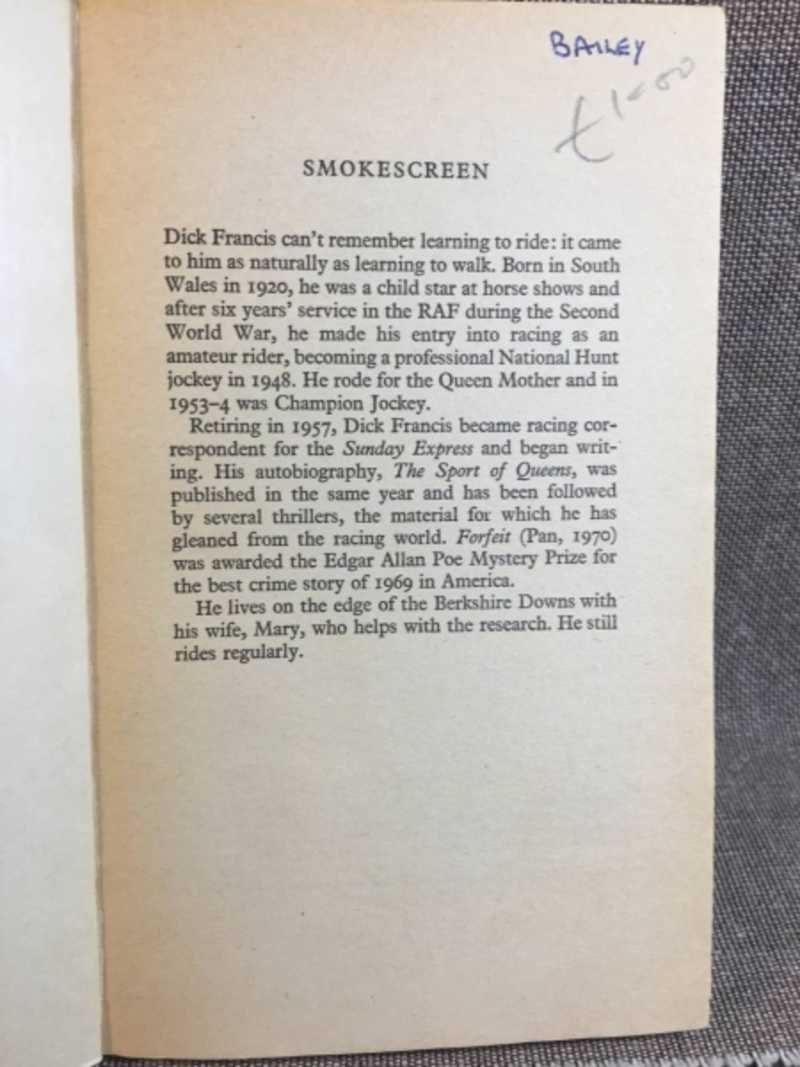 BAILEY
£1-00
SMOKESCREEN
Dick Francis can't remember learning to ride: it came
to him as naturally as learning to walk. Born in South
Wales in 1920, he was a child star at horse shows and
after six years' service in the RAF during the Second
World War, he made his entry into racing as an
amateur rider, becoming a professional National Hunt
jockey in 1948. He rode for the Queen Mother and in
1953–4 was Champion Jockey.
Retiring in 1957, Dick Francis became racing cor-
respondent for the Sunday Express and began writ-
ing. His autobiography, The Sport of Queens, was
published in the same year and has been followed
by several thrillers, the material for which he has
gleaned from the racing world. Forfeit (Pan, 1970)
was awarded the Edgar Allan Poe Mystery Prize for
the best crime story of 1969 in America.
He lives on the edge of the Berkshire Downs with
his wife, Mary, who helps with the research. He still
rides regularly.